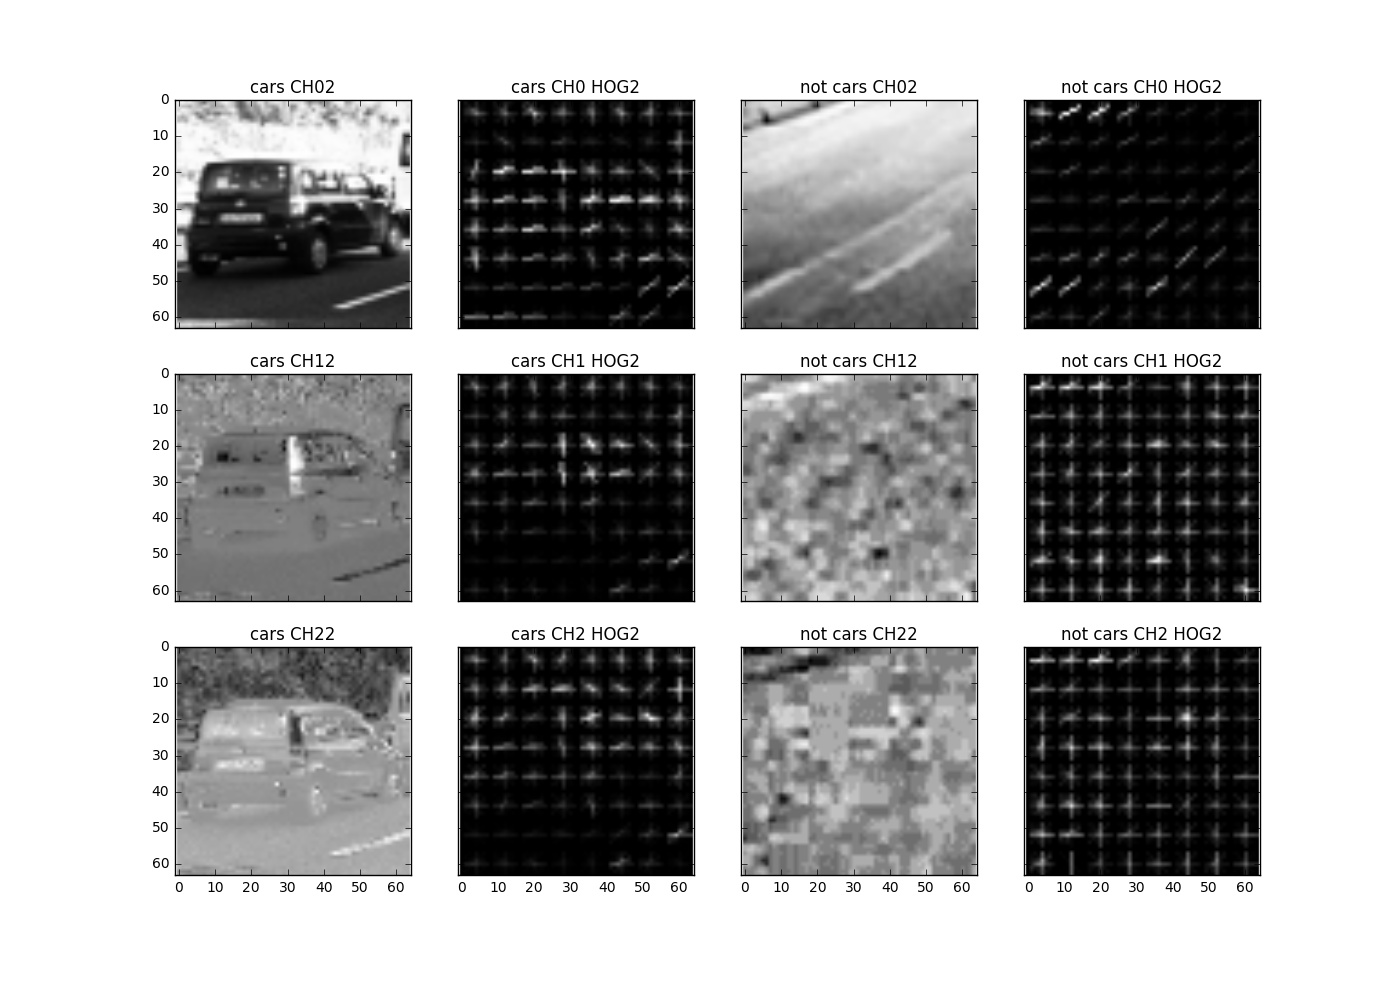 cars CH02
cars CH0 HOG2
not cars CH02
not cars CH0 HOG2
0
10
20
30
40
50
60
cars CH12
cars CH1 HOG2
not cars CH12
not cars CH1 HOG2
0
10
20
30
40
50
60
cars CH22
cars CH2 HOG2
not cars CH22
not cars CH2 HOG2
0
10
20
30
40
50
60
0 10 20 30 40 50 60
0 10 20 30 40 50 60
0 10 20 30 40 50 60
0 10 20 30 40 50 60